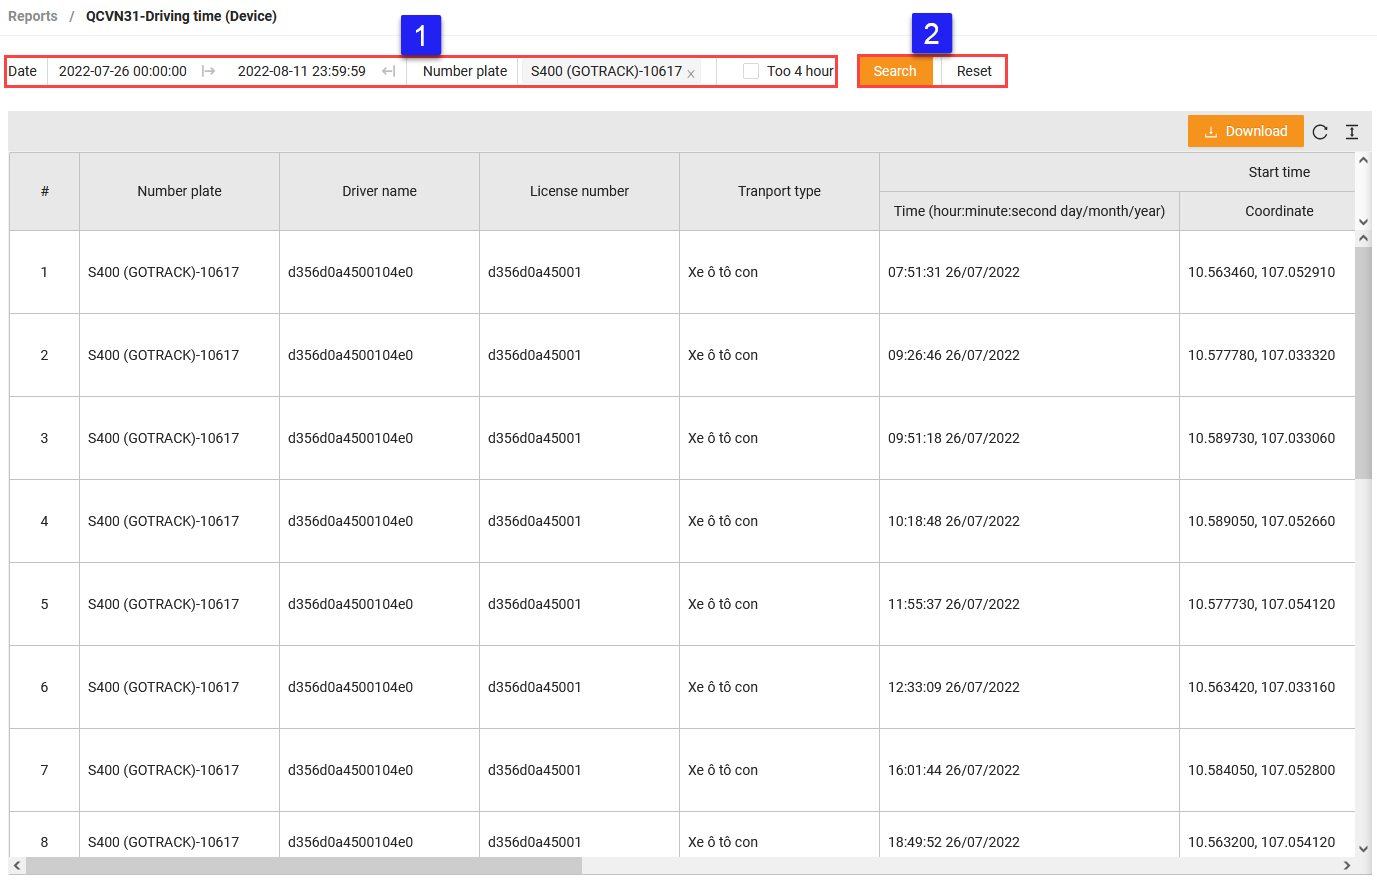 Reports / QCVN31-Driving time (Device)
1
2
Date 2022-07-26 00:00:00 2022-08-11 23:59:59 Number plate S400 (GOTRACK)-10617 x Too 4 hour Search Reset
Download
# Number plate Driver name License number Tranport type Start time
Time (hour:minute:second day/month/year) Coordinate
1 S400 (GOTRACK)-10617 d356d0a4500104e0 d356d0a45001 Xe ô tô con 07:51:31 26/07/2022 10.563460, 107.052910
2 S400 (GOTRACK)-10617 d356d0a4500104e0 d356d0a45001 Xe ô tô con 09:26:46 26/07/2022 10.577780, 107.033320
3 S400 (GOTRACK)-10617 d356d0a4500104e0 d356d0a45001 Xe ô tô con 09:51:18 26/07/2022 10.589730, 107.033060
4 S400 (GOTRACK)-10617 d356d0a4500104e0 d356d0a45001 Xe ô tô con 10:18:48 26/07/2022 10.589050, 107.052660
5 S400 (GOTRACK)-10617 d356d0a4500104e0 d356d0a45001 Xe ô tô con 11:55:37 26/07/2022 10.577730, 107.054120
6 S400 (GOTRACK)-10617 d356d0a4500104e0 d356d0a45001 Xe ô tô con 12:33:09 26/07/2022 10.563420, 107.033160
7 S400 (GOTRACK)-10617 d356d0a4500104e0 d356d0a45001 Xe ô tô con 16:01:44 26/07/2022 10.584050, 107.052800
8 S400 (GOTRACK)-10617 d356d0a4500104e0 d356d0a45001 Xe ô tô con 18:49:52 26/07/2022 10.563200, 107.054120